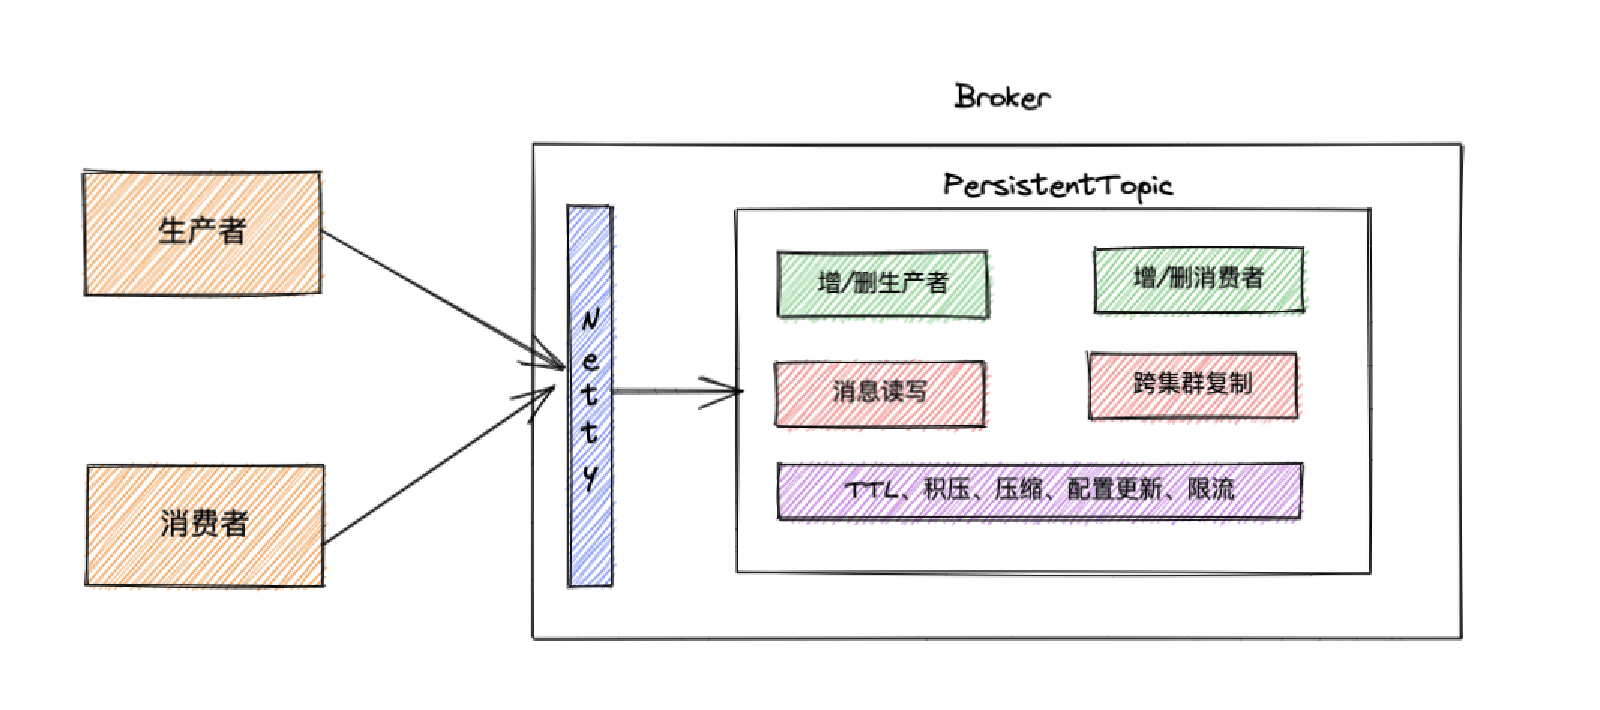 Broker
PersistentTopic
生产者
消费者
Netty
增/删生产者
增/删消费者
消息读写
跨集群复制
TTL、积压、压缩、配置更新、限流